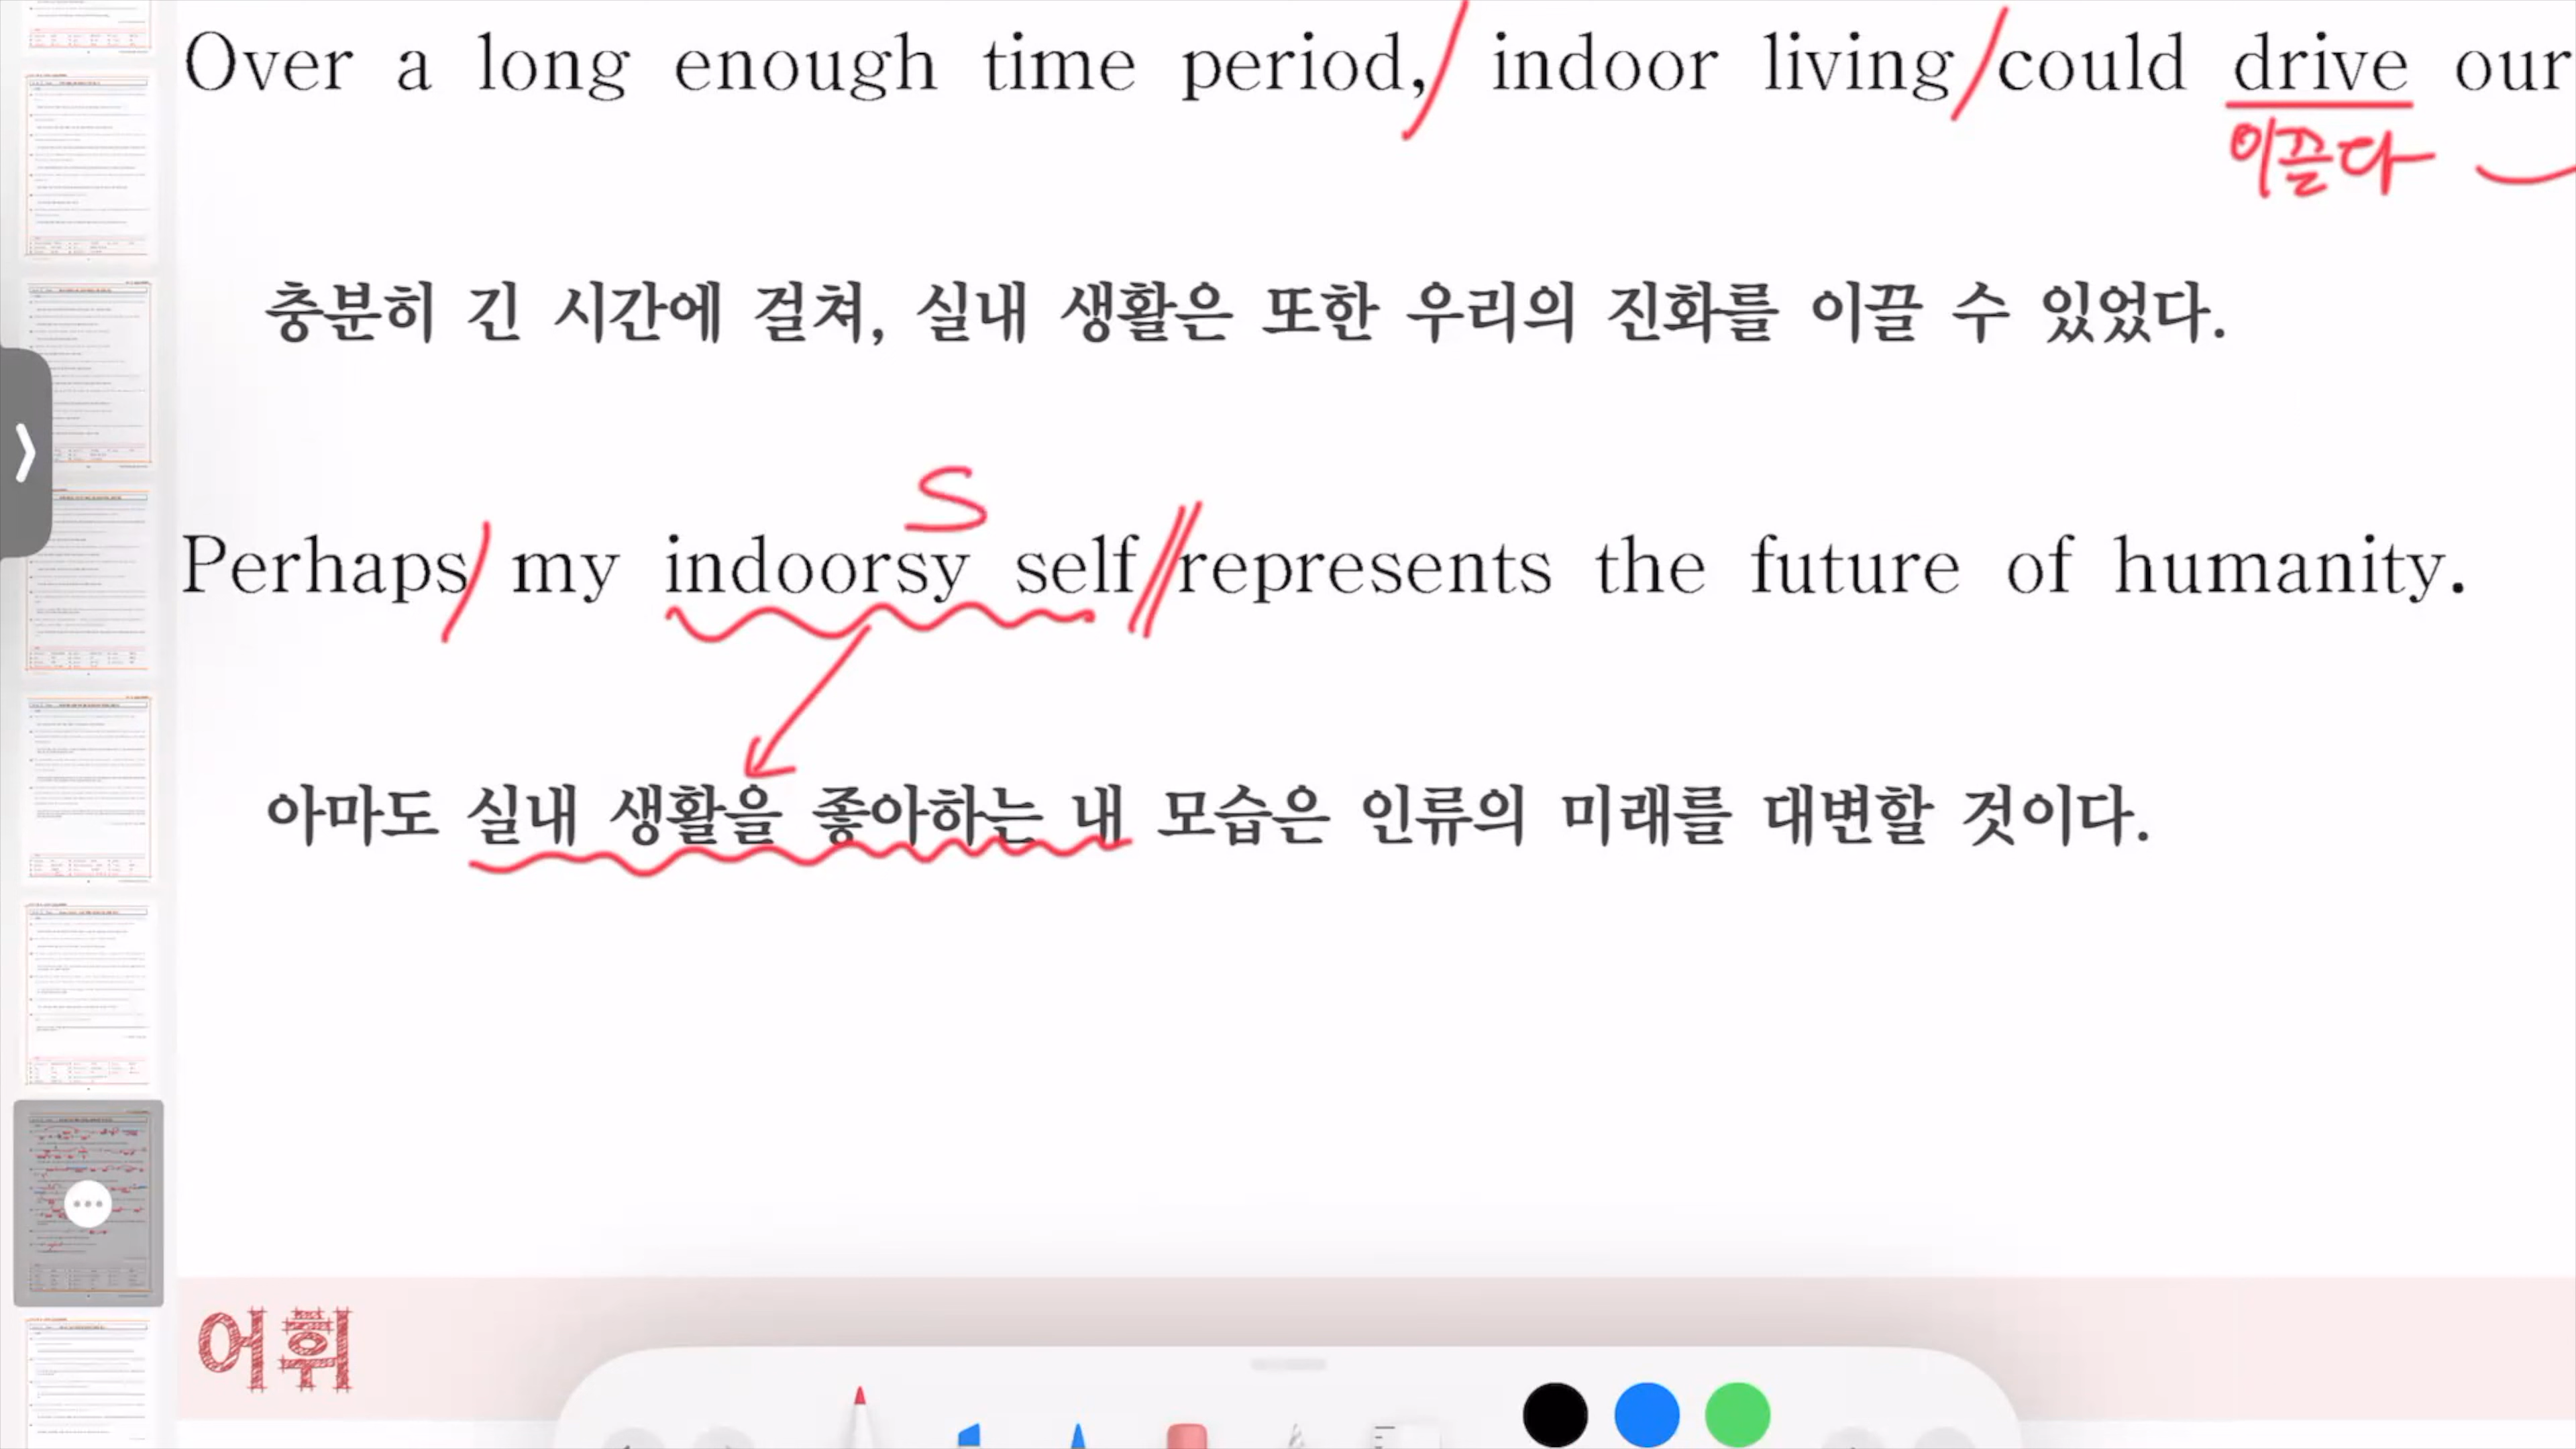 Over a long enough time period, indoor living could drive our
이끌다
충분히 긴 시간에 걸쳐, 실내 생활은 또한 우리의 진화를 이끌 수 있었다.
S
Perhaps my indoorsy self represents the future of humanity.
아마도 실내 생활을 좋아하는 내 모습은 인류의 미래를 대변할 것이다.
어휘